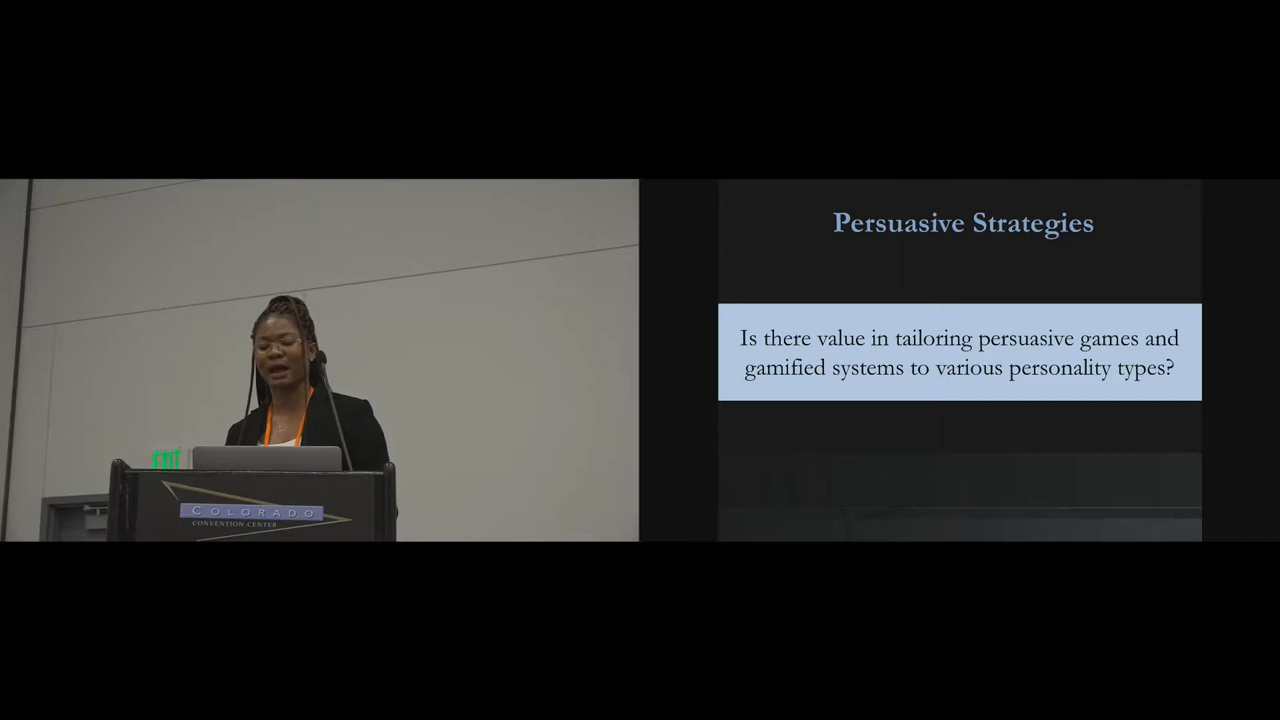 EXIT
COLORADO
CONVENTION CENTER
Persuasive Strategies
Is there value in tailoring persuasive games and
gamified systems to various personality types?